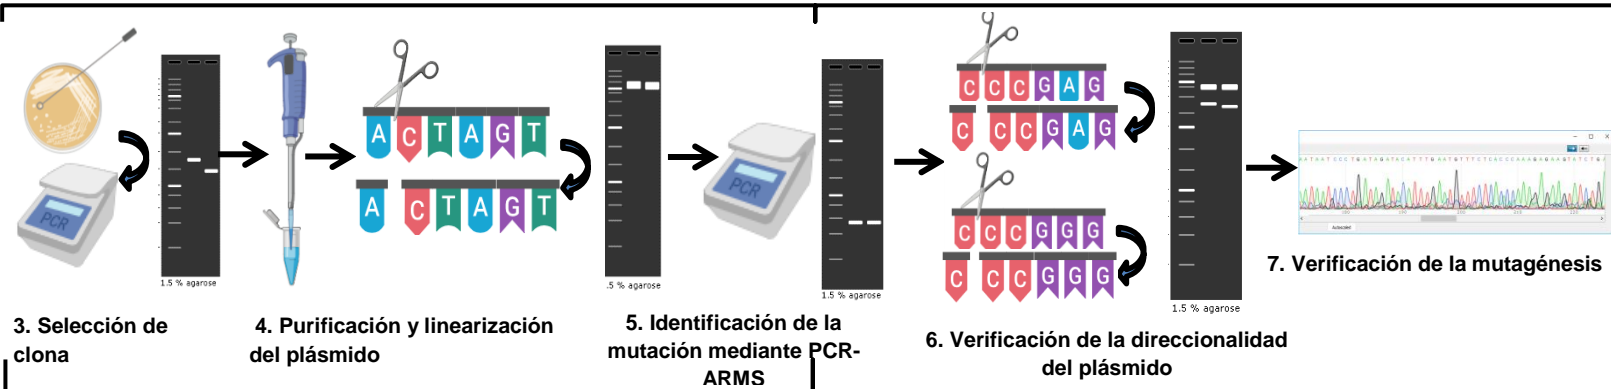 PCR
1.5 % agarose
3. Selección de
clona
4. Purificación y linearización
del plásmido
A C T A G T
A C T A G T
.5 % agarose
PCR
1.5 % agarose
5. Identificación de la
mutación mediante PCR-
ARMS
C C C G A G
C C C G A G
C C C G G G
C C C G G G
1.5 % agarose
6. Verificación de la direccionalidad
del plásmido
7. Verificación de la mutagénesis